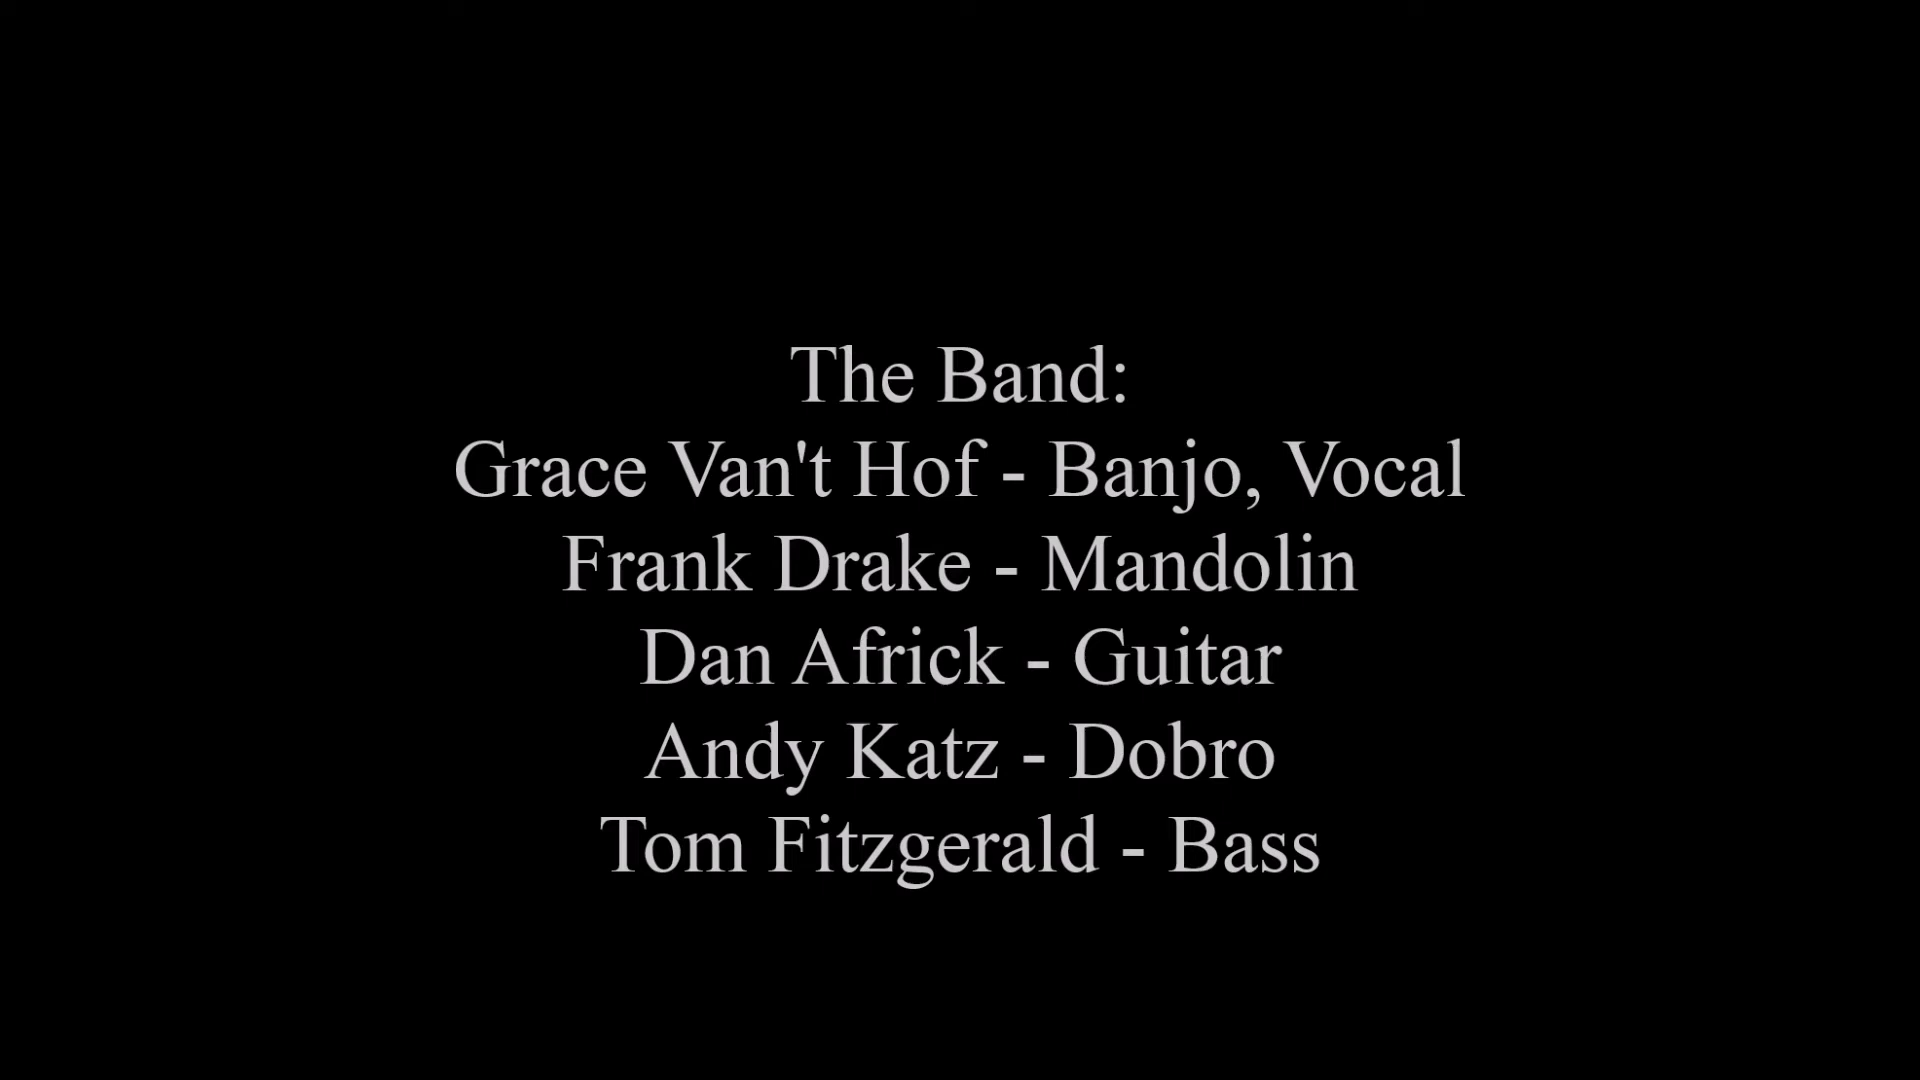 The Band:
Grace Van't Hof - Banjo, Vocal
Frank Drake - Mandolin
Dan Africk - Guitar
Andy Katz - Dobro
Tom Fitzgerald - Bass